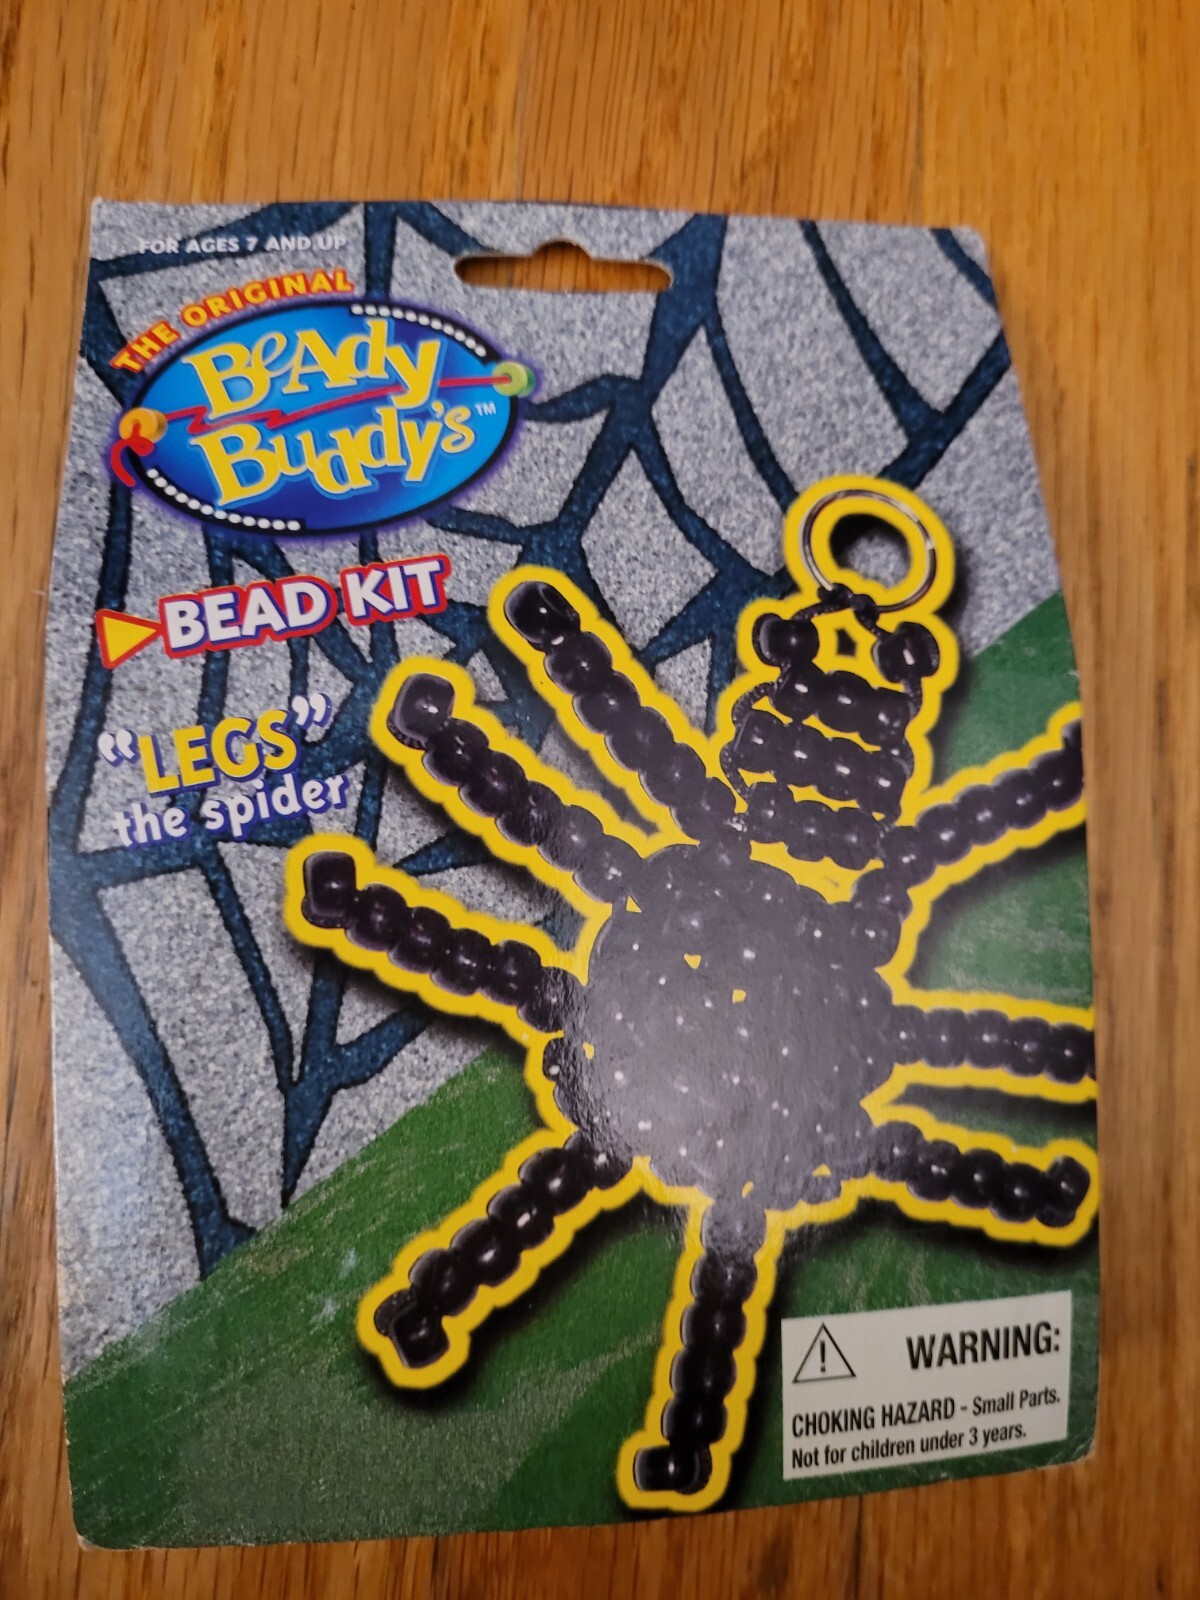 FOR AGES 7 AND UP
THE ORIGINAL
BeAdy
Buddy's™
BEAD KIT
"LEGS"
the spider
WARNING:
CHOKING HAZARD - Small Parts.
Not for children under 3 years.